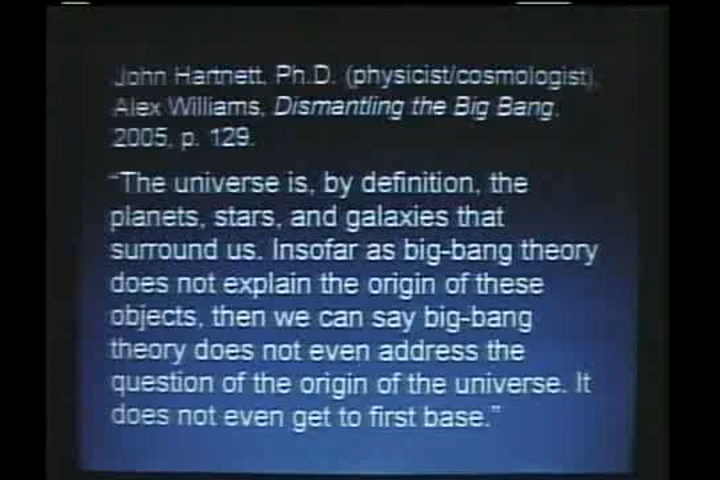 John Hartnett, Ph.D. (physicist/cosmologist),
Alex Williams, Dismantling the Big Bang,
2005, p. 129.
“The universe is, by definition, the
planets, stars, and galaxies that
surround us. Insofar as big-bang theory
does not explain the origin of these
objects, then we can say big-bang
theory does not even address the
question of the origin of the universe. It
does not even get to first base.”